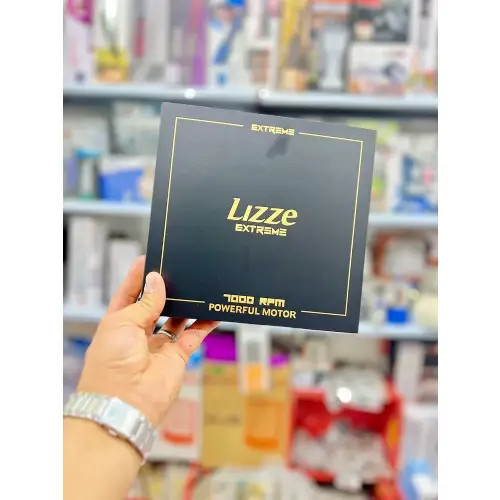 EXTREME
Lizze
EXTREME
7000 RPM
POWERFUL MOTOR